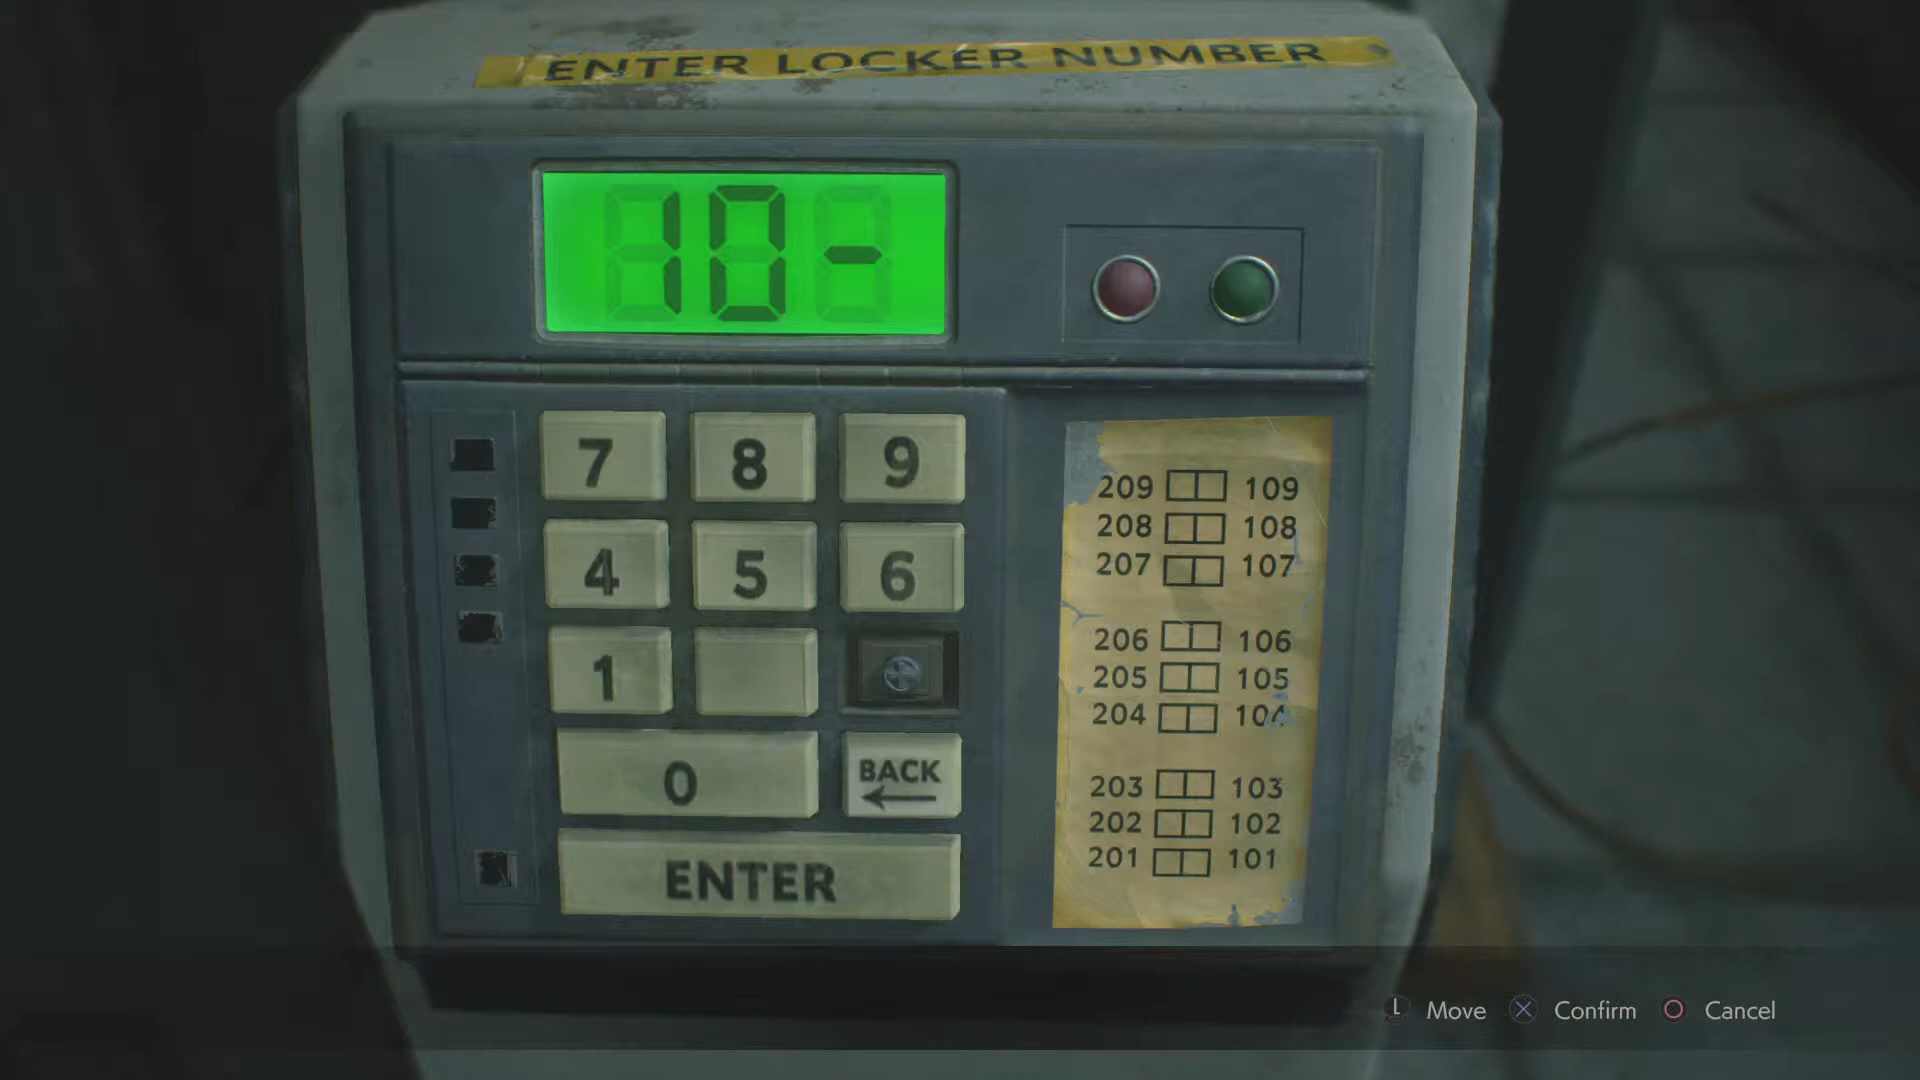 ENTER LOCKER NUMBER
10-
7 8 9
4 5 6
1
0 BACK
ENTER
209 109
208 108
207 107
206 106
205 105
204 104
203 103
202 102
201 101
L Move X Confirm O Cancel